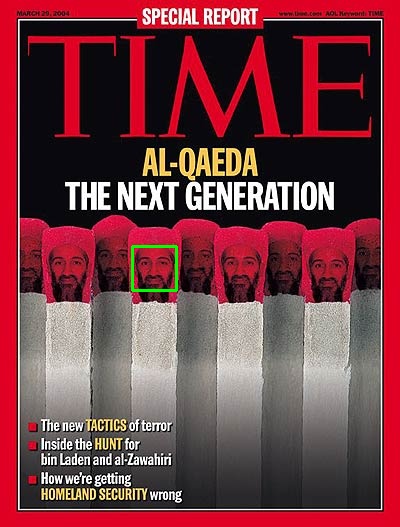 SPECIAL REPORT
MARCH 29, 2004
www.time.com AOL Keyword: TIME
TIME
AL-QAEDA
THE NEXT GENERATION
The new TACTICS of terror
Inside the HUNT for
bin Laden and al-Zawahiri
How we're getting
HOMELAND SECURITY wrong